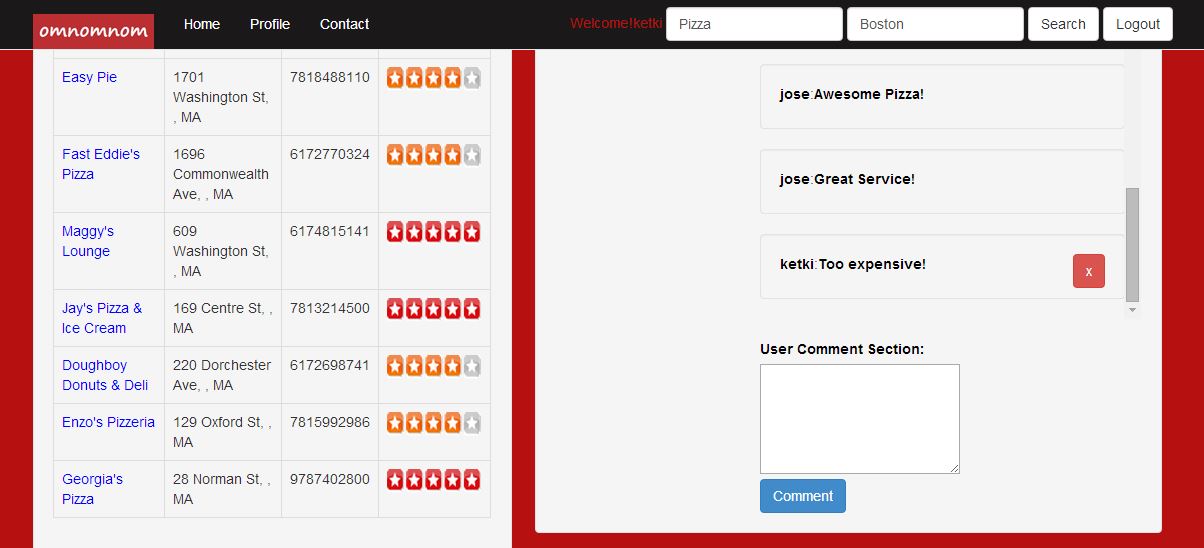 omnomnom Home Profile Contact Welcome!ketki Pizza Boston Search Logout
Easy Pie
1701
Washington St,
, MA
7818488110
Fast Eddie's
Pizza
1696
Commonwealth
Ave, , MA
6172770324
Maggy's
Lounge
609
Washington St,
, MA
6174815141
Jay's Pizza &
Ice Cream
169 Centre St, ,
MA
7813214500
Doughboy
Donuts & Deli
220 Dorchester
Ave, , MA
6172698741
Enzo's Pizzeria
129 Oxford St, ,
MA
7815992986
Georgia's
Pizza
28 Norman St, ,
MA
9787402800
jose:Awesome Pizza!
jose:Great Service!
ketki:Too expensive!
x
User Comment Section:
Comment